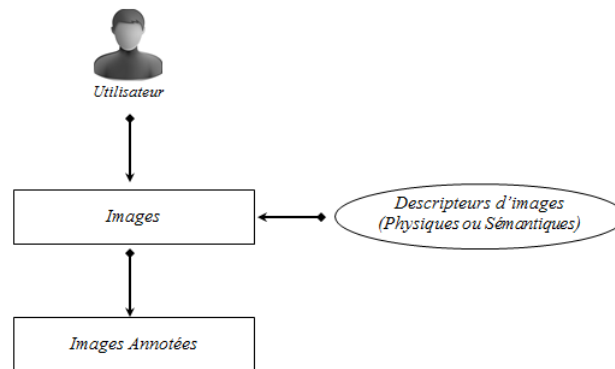 Utilisateur
Images
Descripteurs d'images
(Physiques ou Sémantiques)
Images Annotées